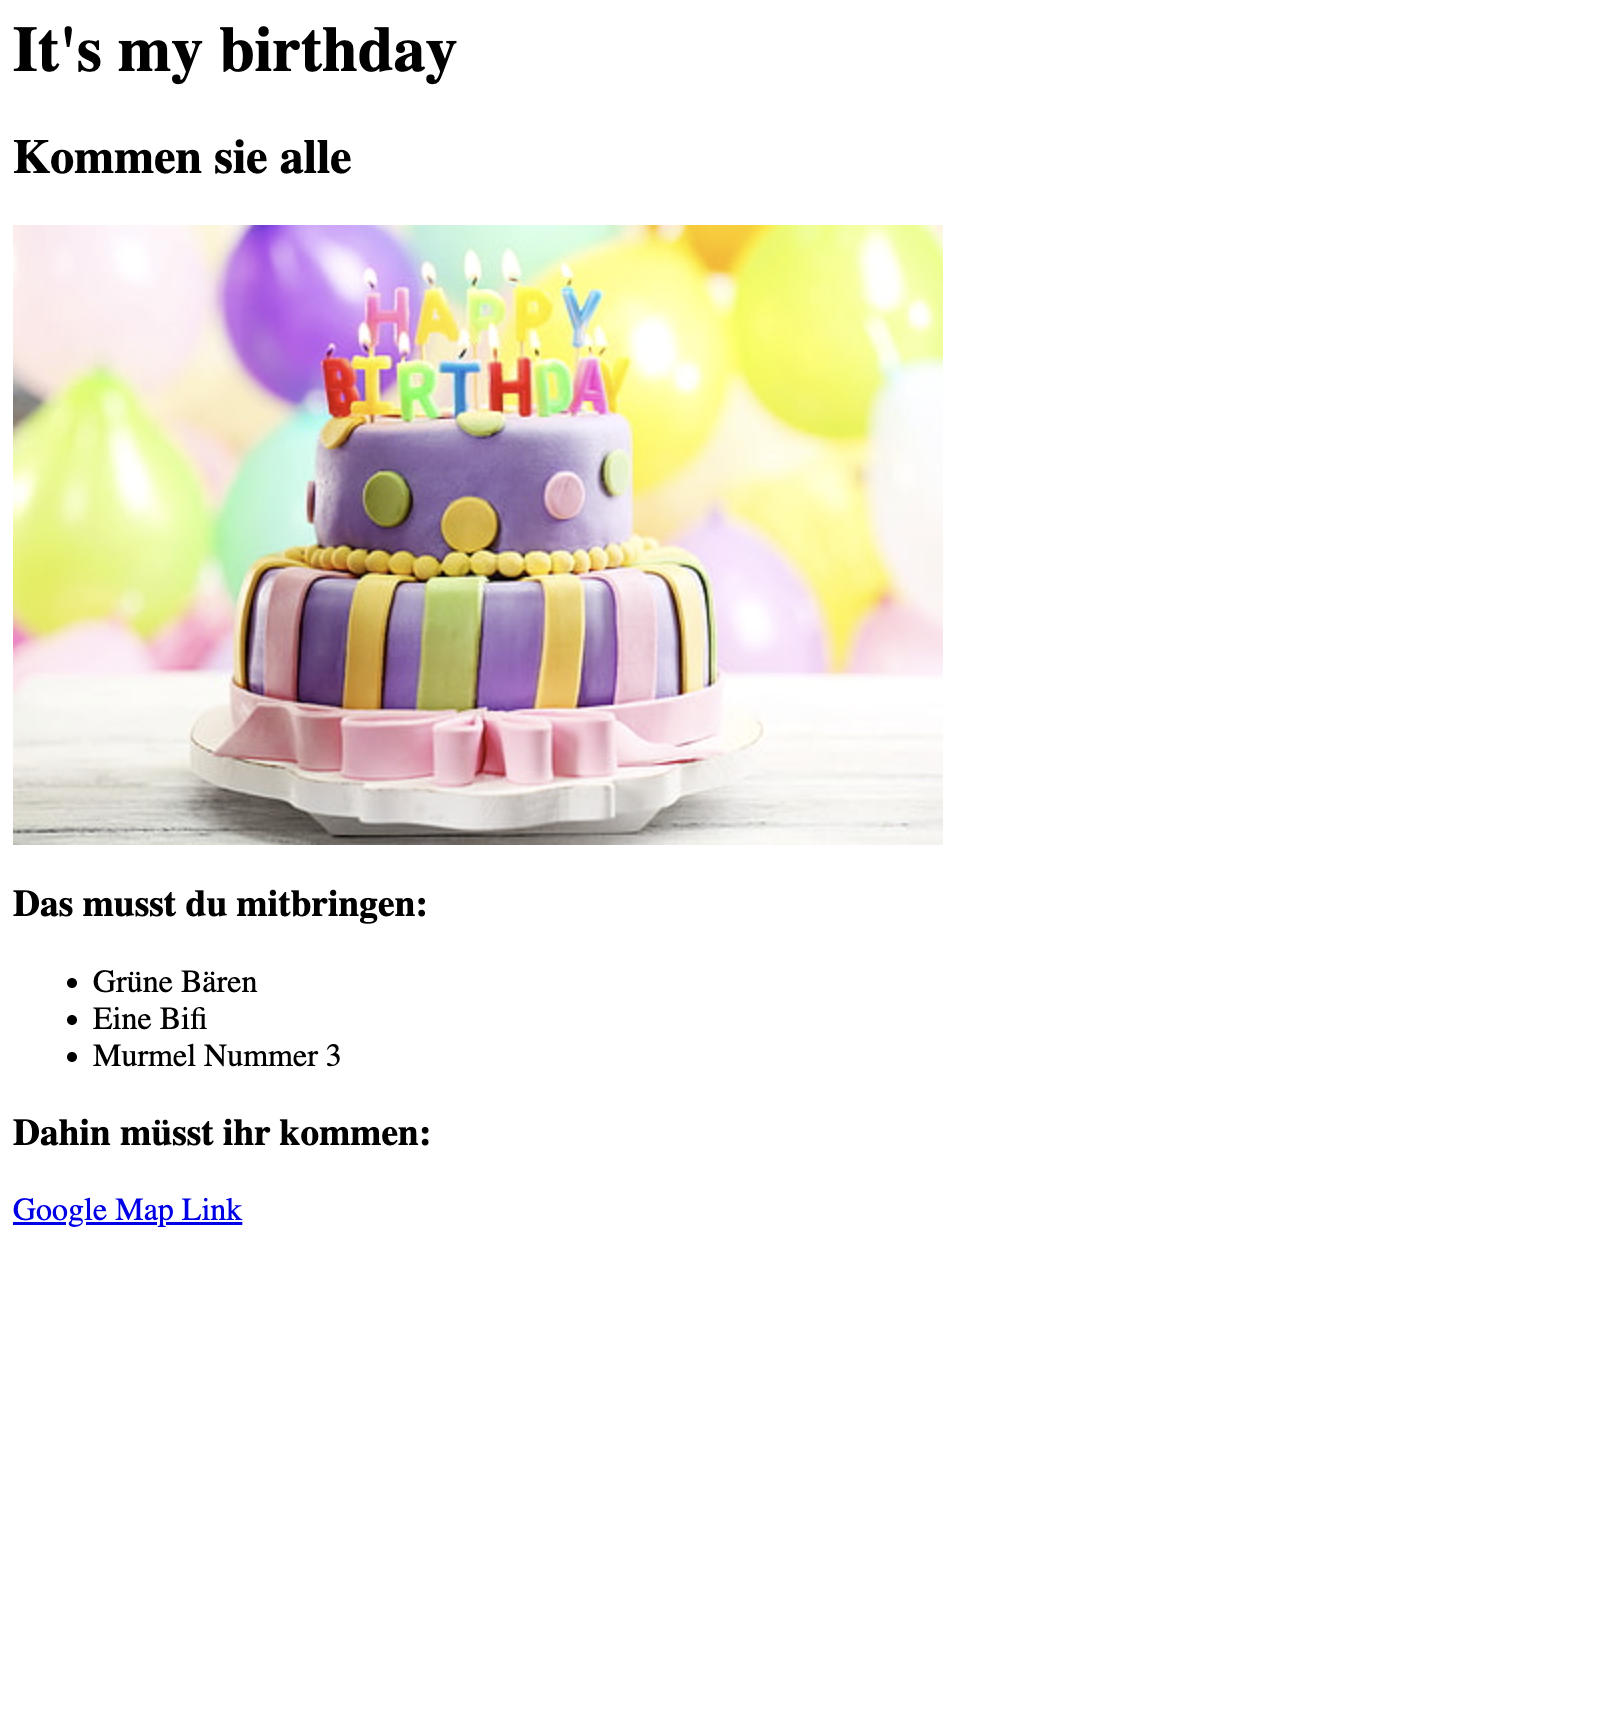 It's my birthday
Kommen sie alle
HAPPY
BIRTHDAY
Das musst du mitbringen:
Grüne Bären
Eine Bifi
Murmel Nummer 3
Dahin müsst ihr kommen:
Google Map Link